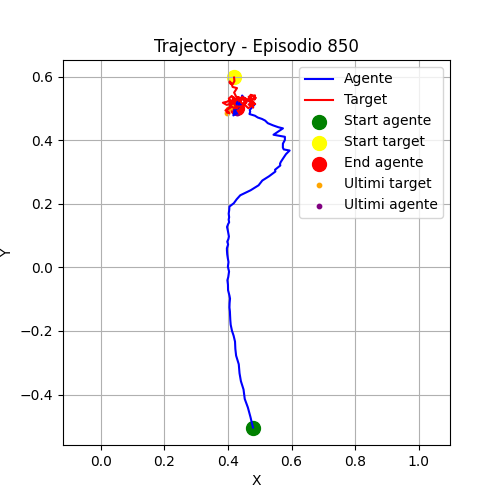 Trajectory - Episodio 850
Agente
Target
Start agente
Start target
End agente
Ultimi target
Ultimi agente
Y
0.6
0.4
0.2
0.0
−0.2
−0.4
0.0 0.2 0.4 0.6 0.8 1.0
X